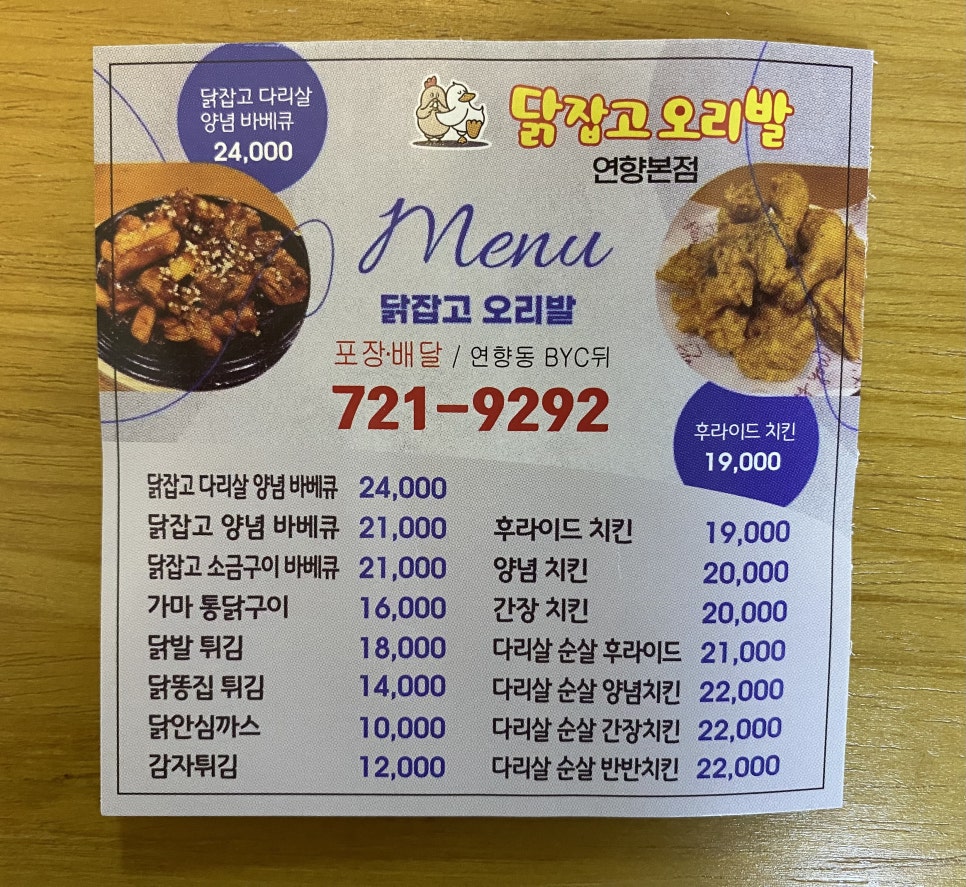 닭잡고 다리살
양념 바베큐
24,000
닭잡고 오리발
연향본점
Menu
닭잡고 오리발
포장·배달 / 연향동 BYC뒤
721-9292
후라이드 치킨
19,000
닭잡고 다리살 양념 바베큐 24,000
닭잡고 양념 바베큐 21,000
닭잡고 소금구이 바베큐 21,000
가마 통닭구이 16,000
닭발 튀김 18,000
닭똥집 튀김 14,000
닭안심까스 10,000
감자튀김 12,000
후라이드 치킨 19,000
양념 치킨 20,000
간장 치킨 20,000
다리살 순살 후라이드 21,000
다리살 순살 양념치킨 22,000
다리살 순살 간장치킨 22,000
다리살 순살 반반치킨 22,000